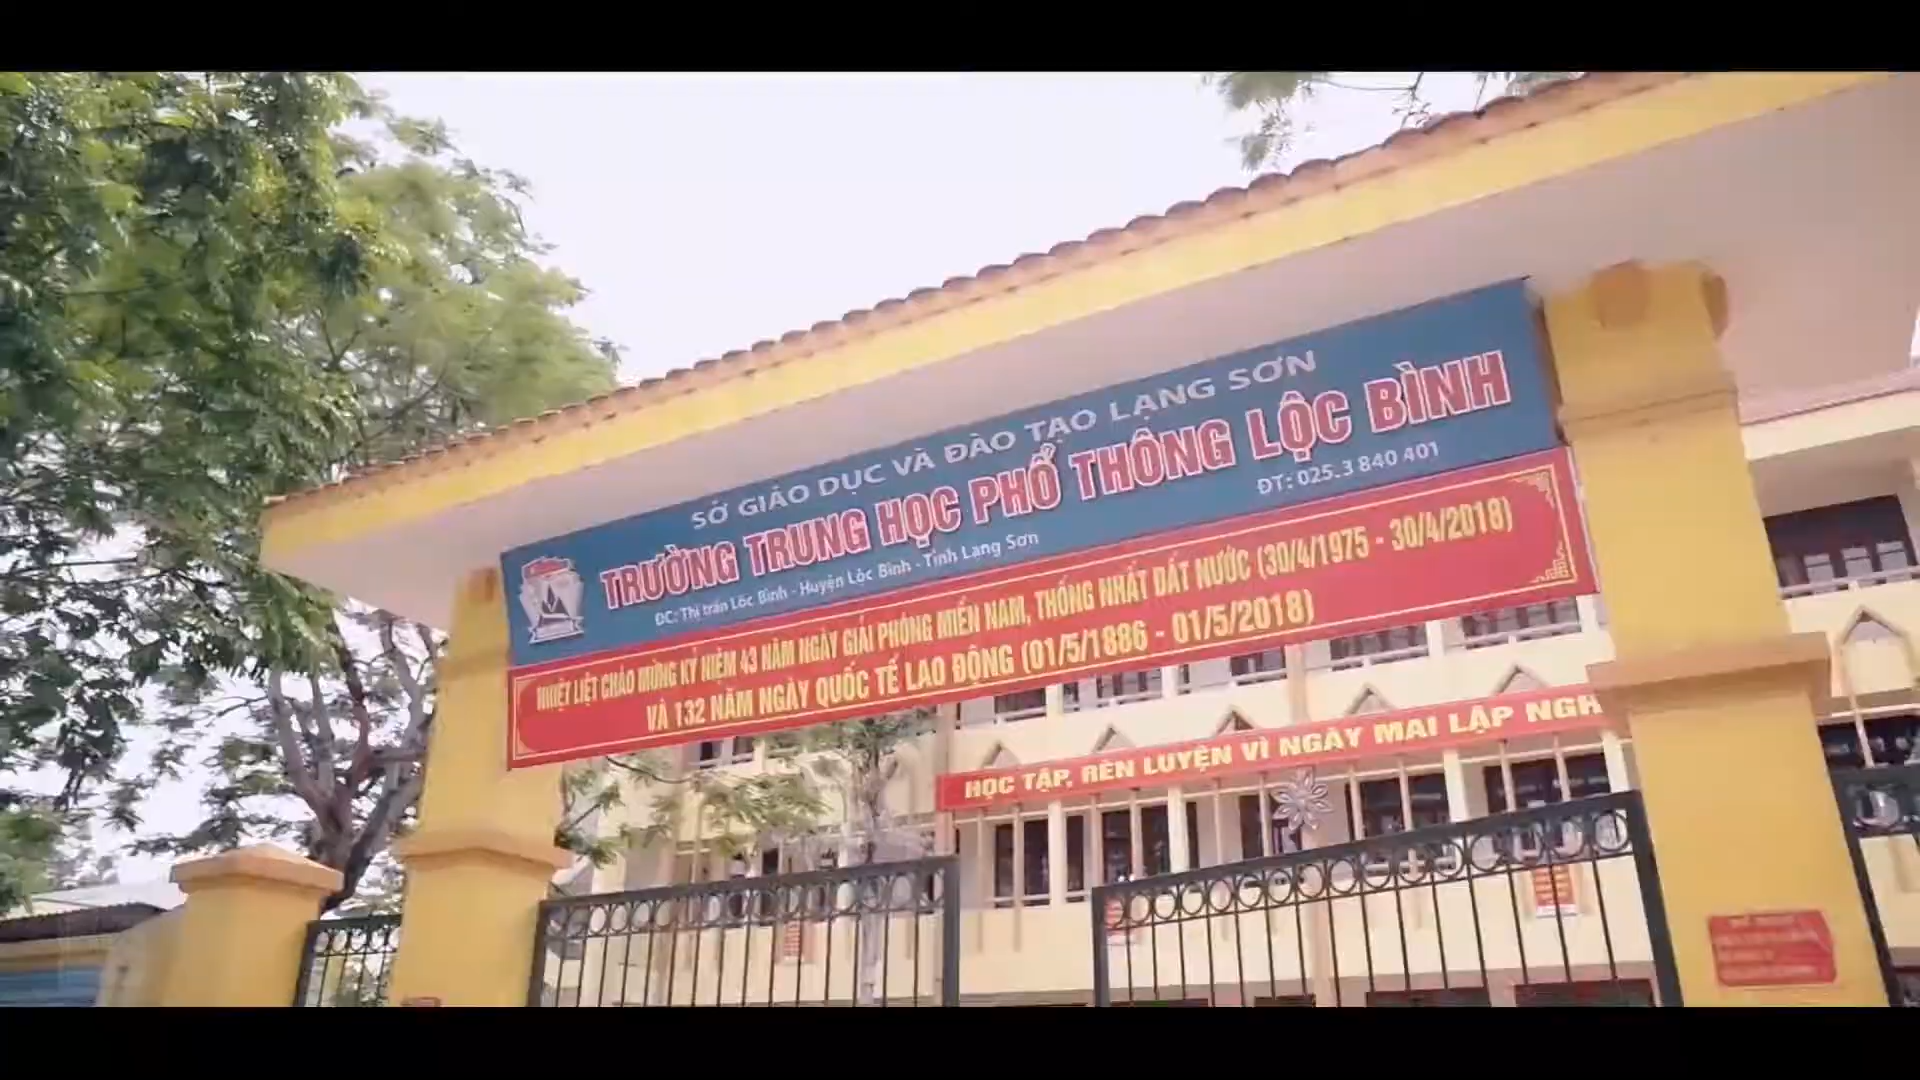 SỞ GIÁO DỤC VÀ ĐÀO TẠO LẠNG SƠN
TRƯỜNG TRUNG HỌC PHỔ THÔNG LỘC BÌNH
ĐC: Thị trấn Lộc Bình - Huyện Lộc Bình - Tỉnh Lạng Sơn
ĐT: 025.3 840 401
NHIỆT LIỆT CHÀO MỪNG KỶ NIỆM 43 NĂM NGÀY GIẢI PHÓNG MIỀN NAM, THỐNG NHẤT ĐẤT NƯỚC (30/4/1975 - 30/4/2018)
VÀ 132 NĂM NGÀY QUỐC TẾ LAO ĐỘNG (01/5/1886 - 01/5/2018)
HỌC TẬP, RÈN LUYỆN VÌ NGÀY MAI LẬP NGH